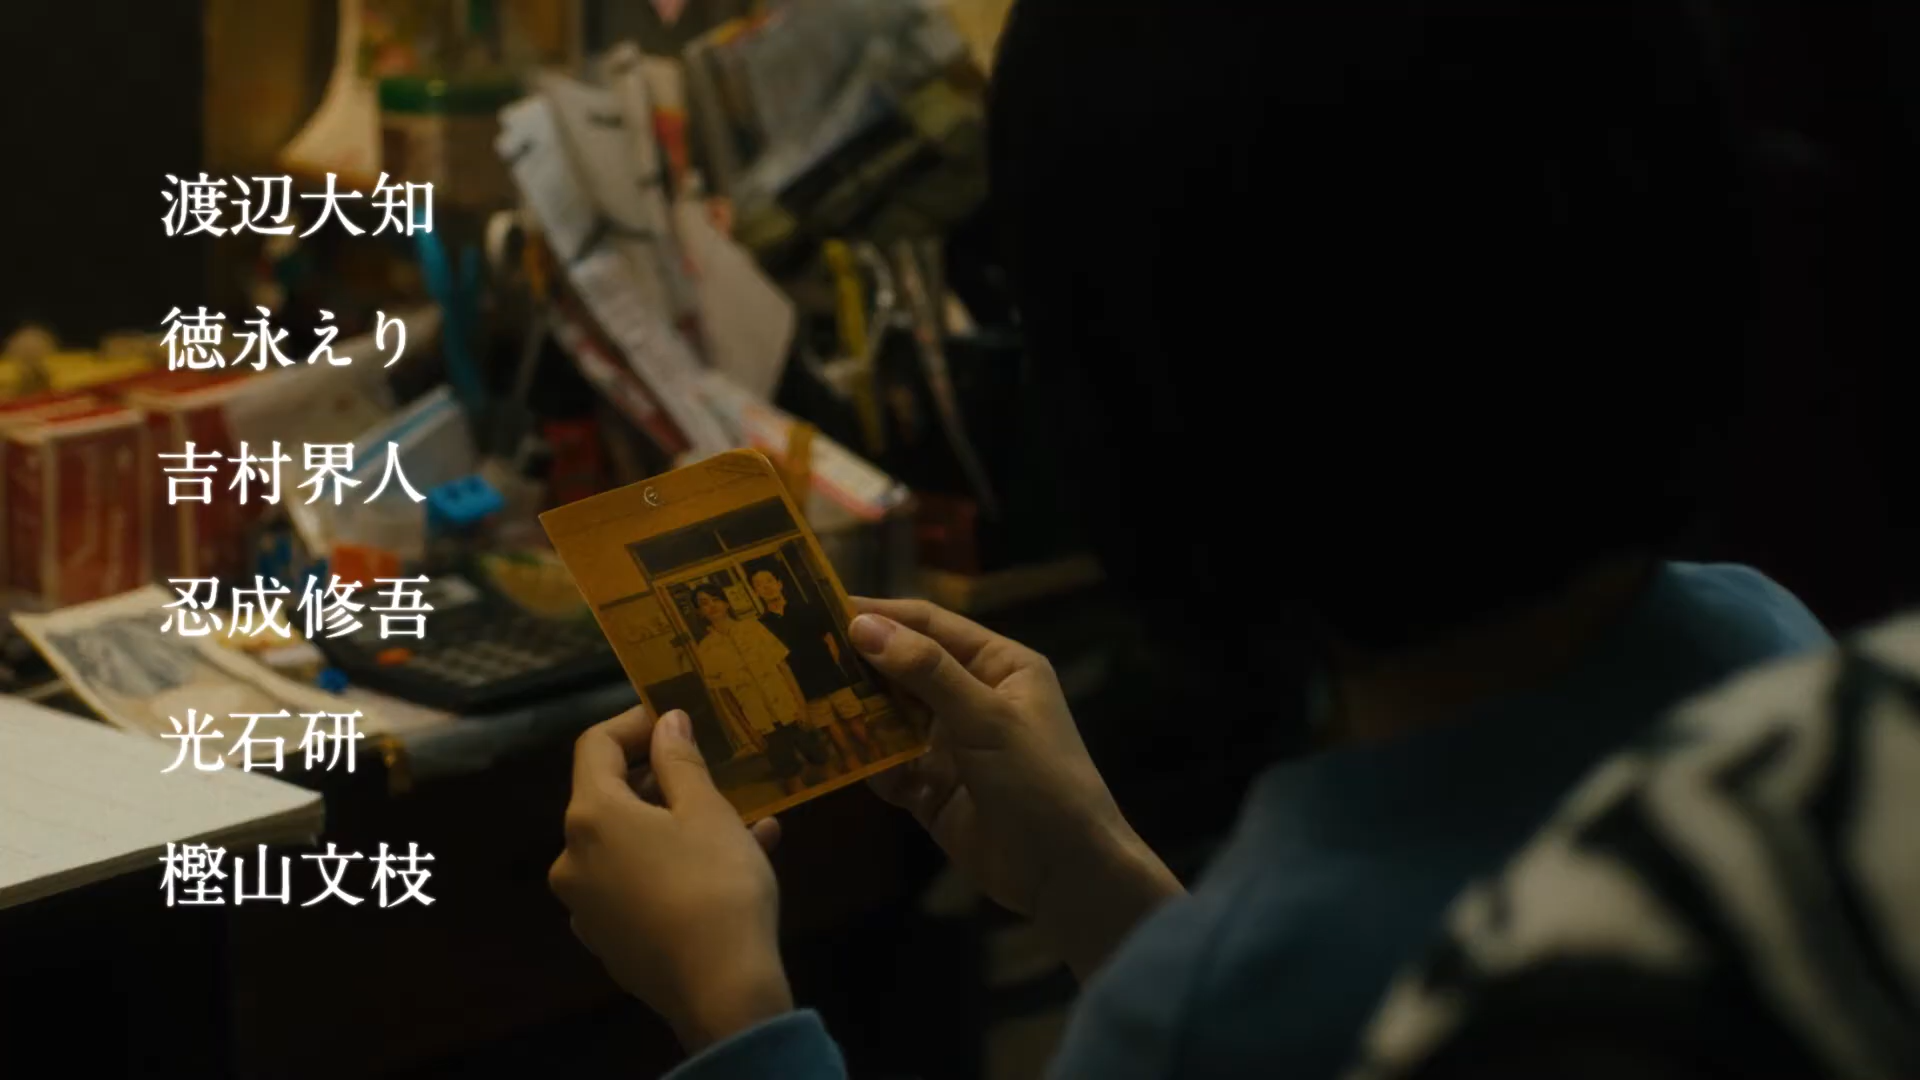 渡辺大知
徳永えり
吉村界人
忍成修吾
光石研
樫山文枝